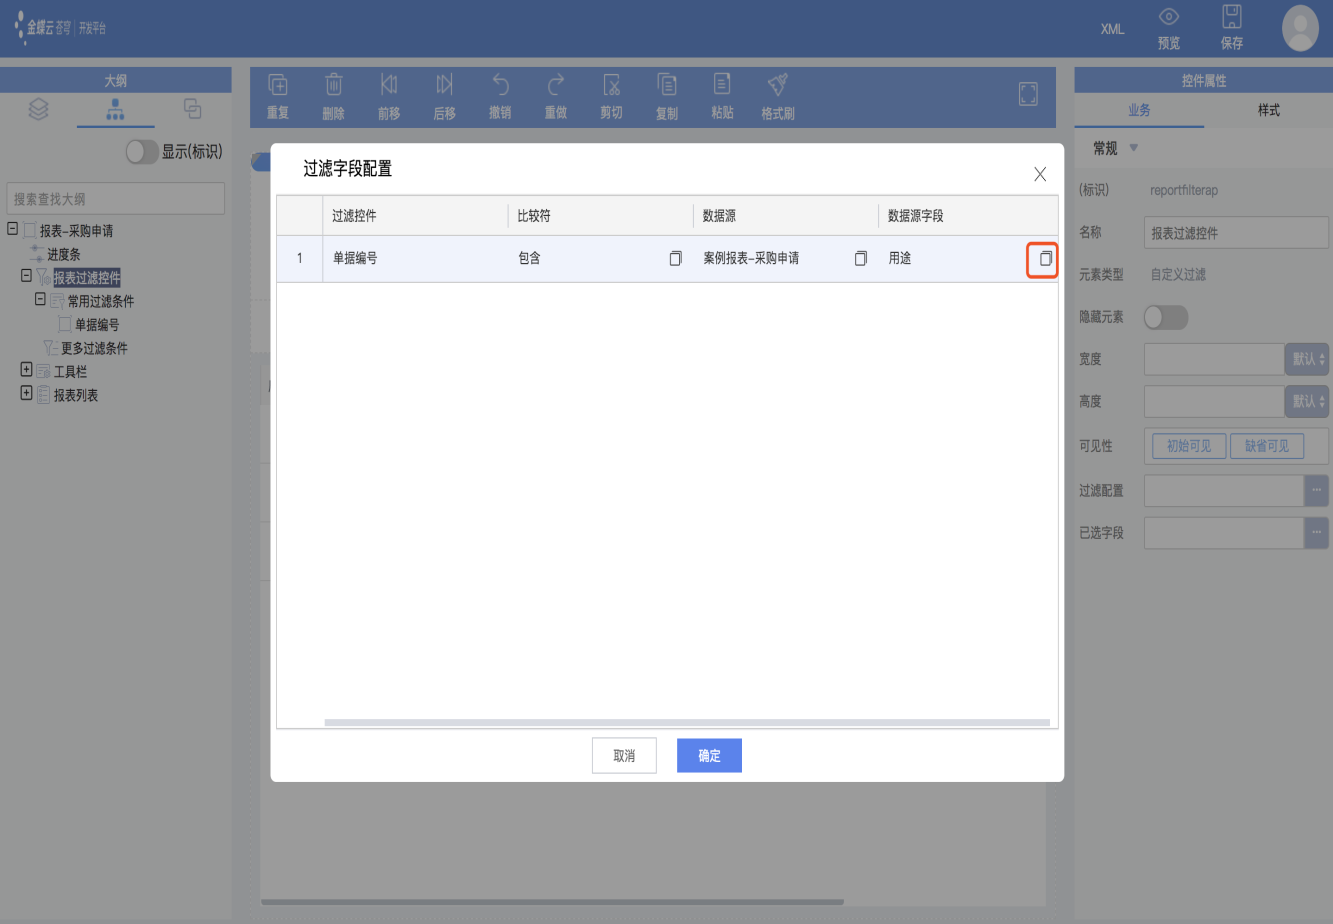 金蝶云 苍穹 | 开发平台
XML 预览 保存
大纲
重复 删除 前移 后移 撤销 重做 剪切 复制 粘贴 格式刷
控件属性
业务 样式
显示(标识)
搜索查找大纲
报表-采购申请
进度条
报表过滤控件
常用过滤条件
单据编号
更多过滤条件
工具栏
报表列表
过滤字段配置
过滤控件 比较符 数据源 数据源字段
1 单据编号 包含 案例报表-采购申请 用途
取消 确定
常规
(标识) reportfilterap
名称 报表过滤控件
元素类型 自定义过滤
隐藏元素
宽度 默认
高度 默认
可见性 初始可见 缺省可见
过滤配置 ...
已选字段 ...